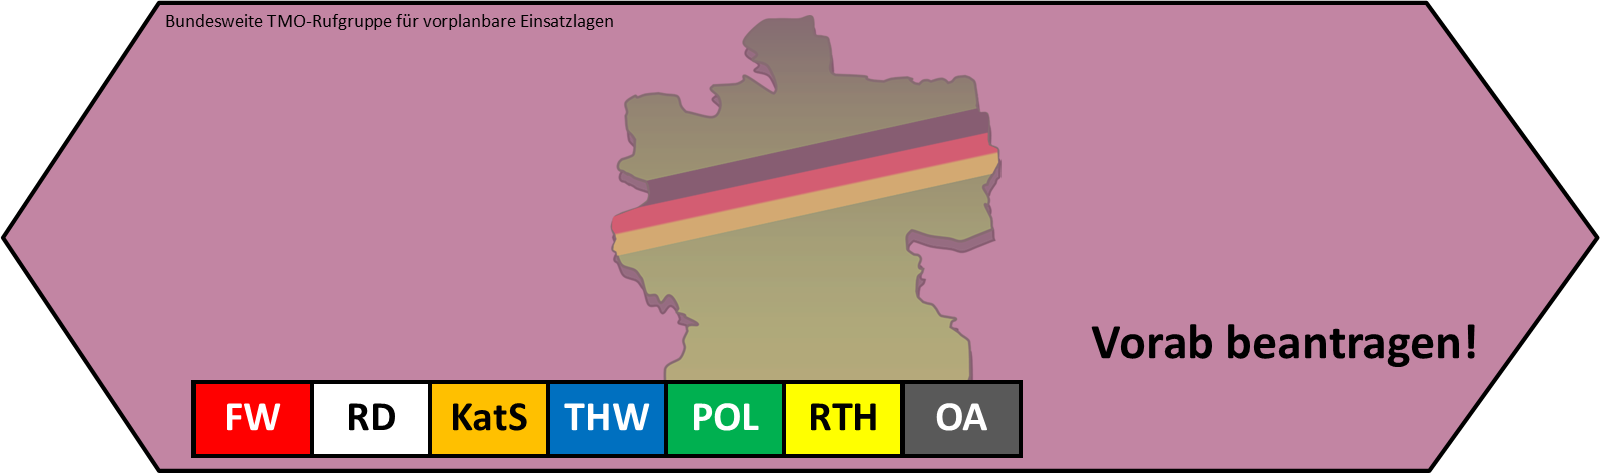 Bundesweite TMO-Rufgruppe für vorplanbare Einsatzlagen
Vorab beantragen!
FW RD KatS THW POL RTH OA